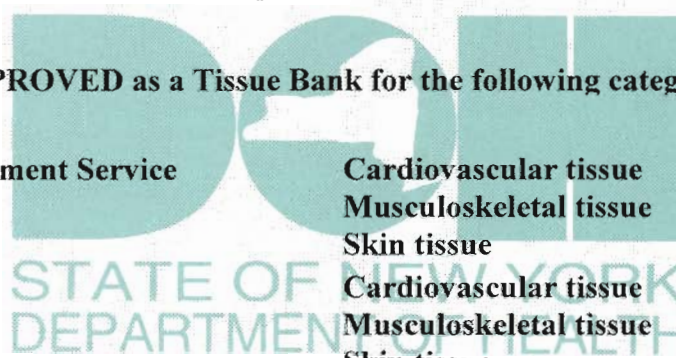 PROVED as a Tissue Bank for the following categ
ment Service Cardiovascular tissue
Musculoskeletal tissue
Skin tissue
Cardiovascular tissue
Musculoskeletal tissue
DOH
STATE OF NEW YORK
DEPARTMENT OF HEALTH